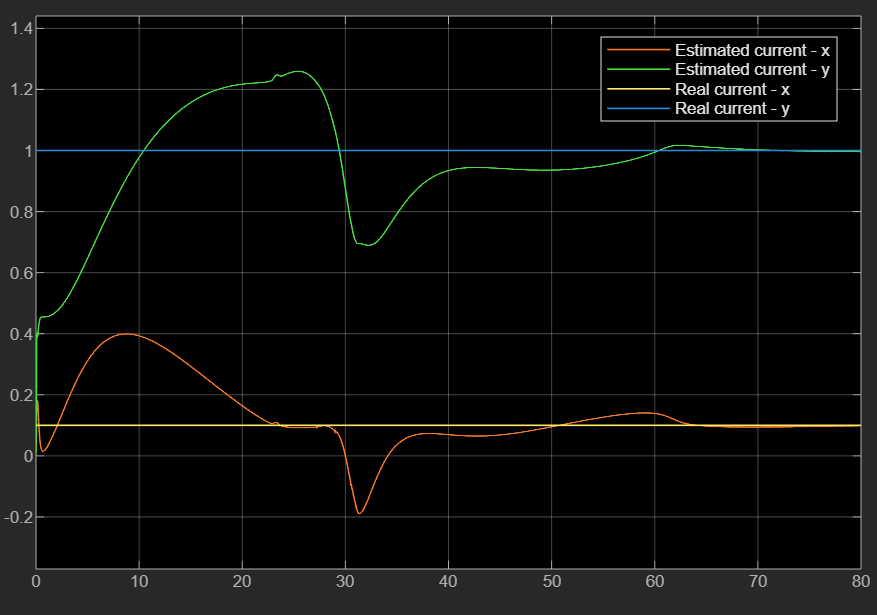 1.4
1.2
1
0.8
0.6
0.4
0.2
0
-0.2
Estimated current - x
Estimated current - y
Real current - x
Real current - y
0 10 20 30 40 50 60 70 80